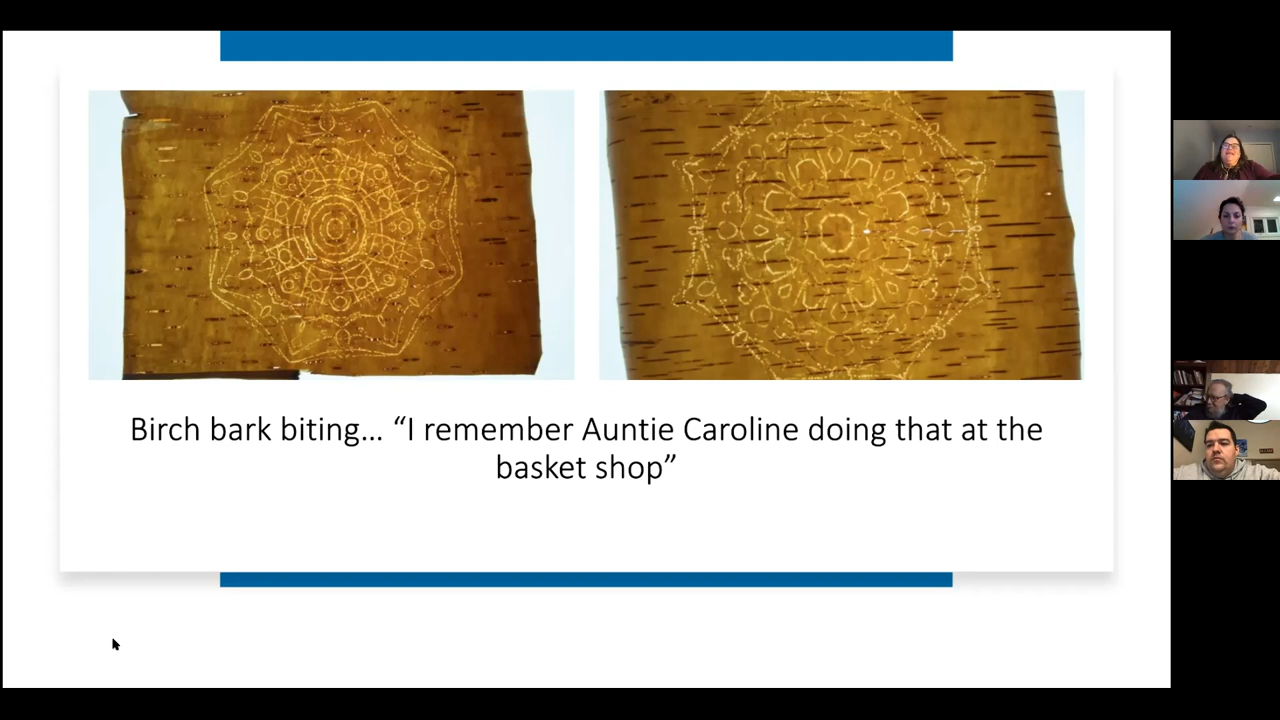 Birch bark biting... “I remember Auntie Caroline doing that at the
basket shop”